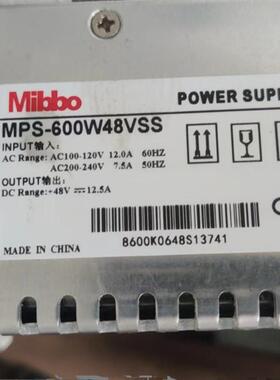 Mibbo
POWER SUPP
MPS-600W48VSS
INPUT输入:
AC Range: AC100-120V 12.0A 60HZ
AC200-240V 7.5A 50HZ
OUTPUT输出:
DC Range:+48V⎓12.5A
MADE IN CHINA
8600K0648S13741